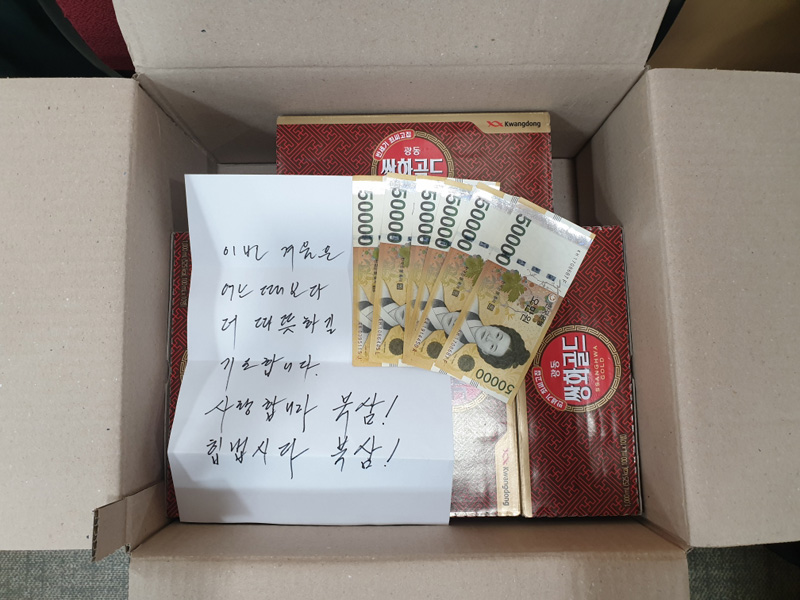 Kwangdong
광동
쌍화골드
이번 겨울은
어느 때보다
더 따뜻하길
기도합니다.
사랑합니다 북삼!
힘냅시다 북삼!
50000
50000
50000
50000
50000
50000
50000
광동
쌍화골드
SSANGHWA
GOLD
Kwangdong